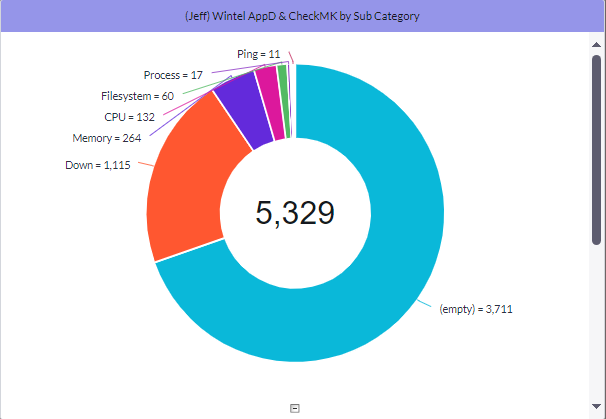 (Jeff) Wintel AppD & CheckMK by Sub Category
Ping = 11
Process = 17
Filesystem = 60
CPU = 132
Memory = 264
Down = 1,115
5,329
(empty) = 3,711